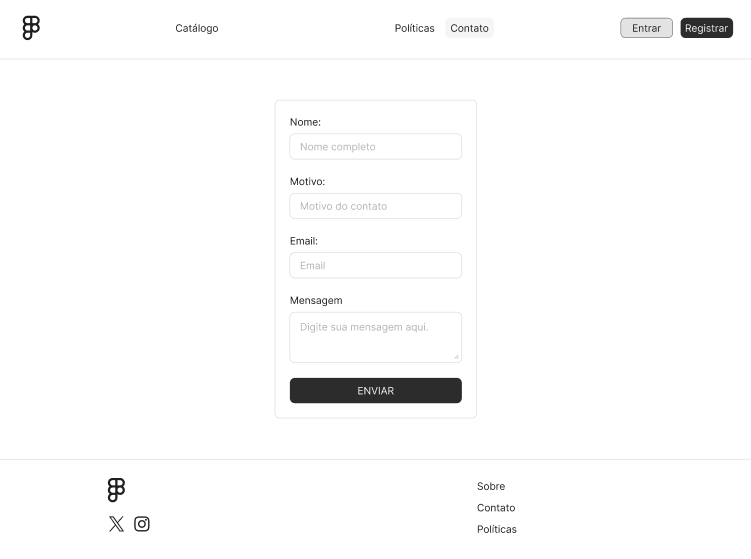 Catálogo
Políticas
Contato
Entrar
Registrar
Nome:
Nome completo
Motivo:
Motivo do contato
Email:
Email
Mensagem
Digite sua mensagem aqui.
ENVIAR
Sobre
Contato
Políticas